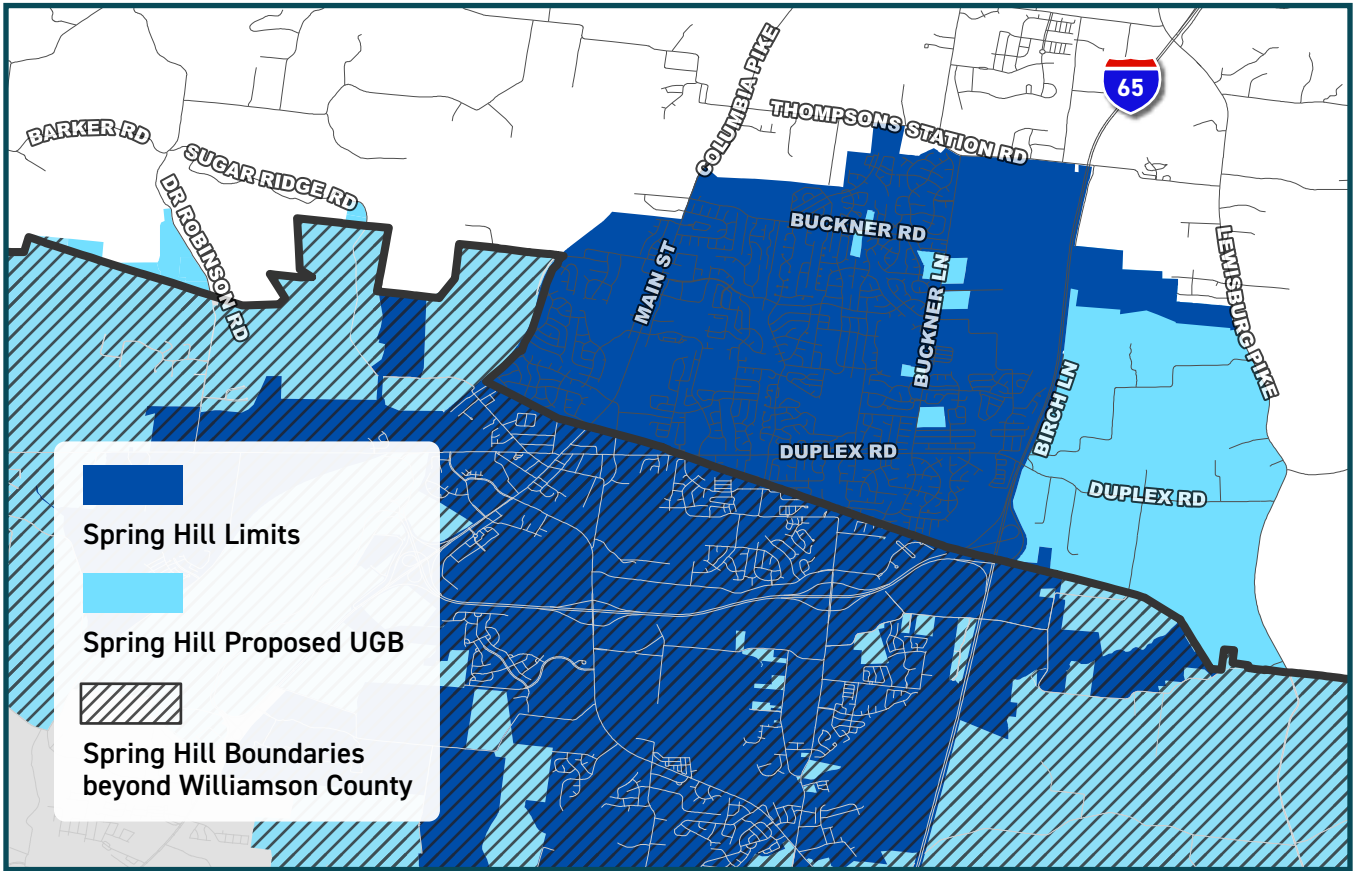 COLUMBIA PIKE
65
THOMPSONS STATION RD
BARKER RD
SUGAR RIDGE RD
DR ROBINSON RD
BUCKNER RD
MAIN ST
BUCKNER LN
LEWISBURG PIKE
BIRCH LN
DUPLEX RD
DUPLEX RD
Spring Hill Limits
Spring Hill Proposed UGB
Spring Hill Boundaries
beyond Williamson County